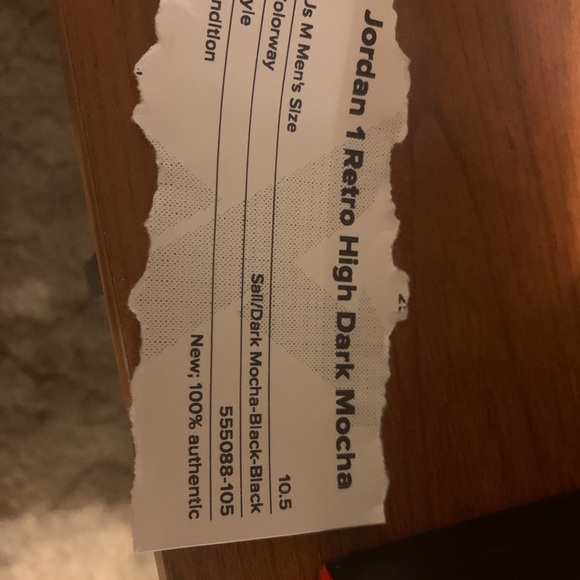 Jordan 1 Retro High Dark Mocha
Us M Men's Size 10.5
olorway Sail/Dark Mocha-Black-Black
yle 555088-105
ndition New; 100% authentic